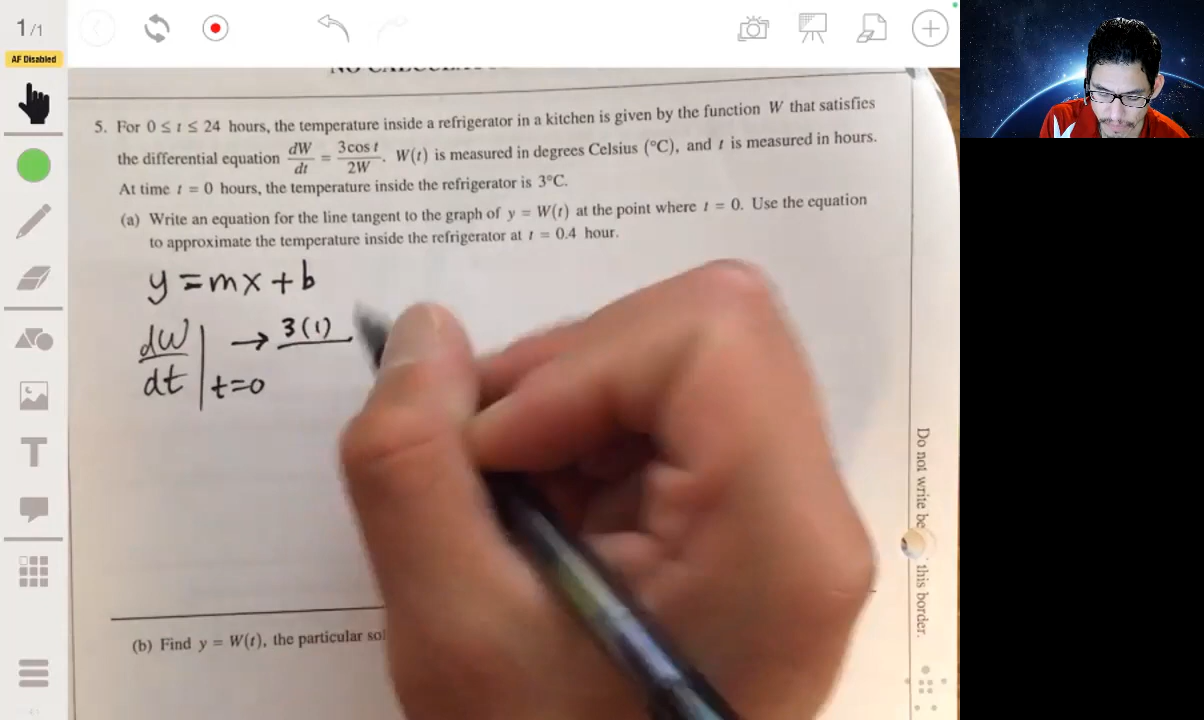 1/1
AF Disabled
5. For 0 ≤ t ≤ 24 hours, the temperature inside a refrigerator in a kitchen is given by the function W that satisfies
the differential equation dW/dt = 3cos t/2W. W(t) is measured in degrees Celsius (°C), and t is measured in hours.
At time t = 0 hours, the temperature inside the refrigerator is 3°C.
(a) Write an equation for the line tangent to the graph of y = W(t) at the point where t = 0. Use the equation
to approximate the temperature inside the refrigerator at t = 0.4 hour.
y = mx + b
dW/dt | t=0 → 3(1)
T
Do not write be
this border.
(b) Find y = W(t), the particular